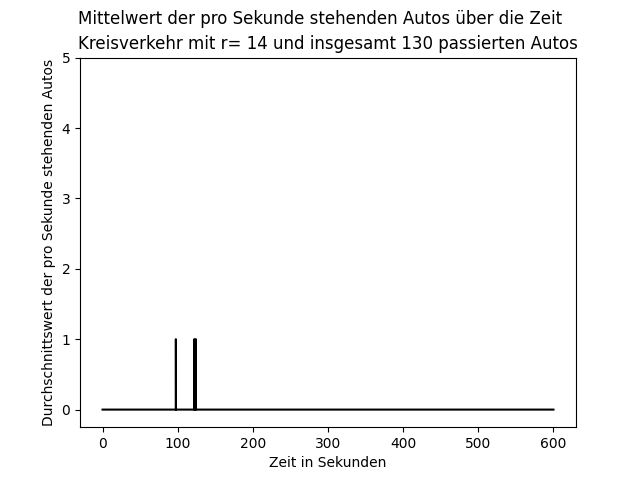 Mittelwert der pro Sekunde stehenden Autos über die Zeit
Kreisverkehr mit r= 14 und insgesamt 130 passierten Autos
Durchschnittswert der pro Sekunde stehenden Autos
5
4
3
2
1
0
0 100 200 300 400 500 600
Zeit in Sekunden